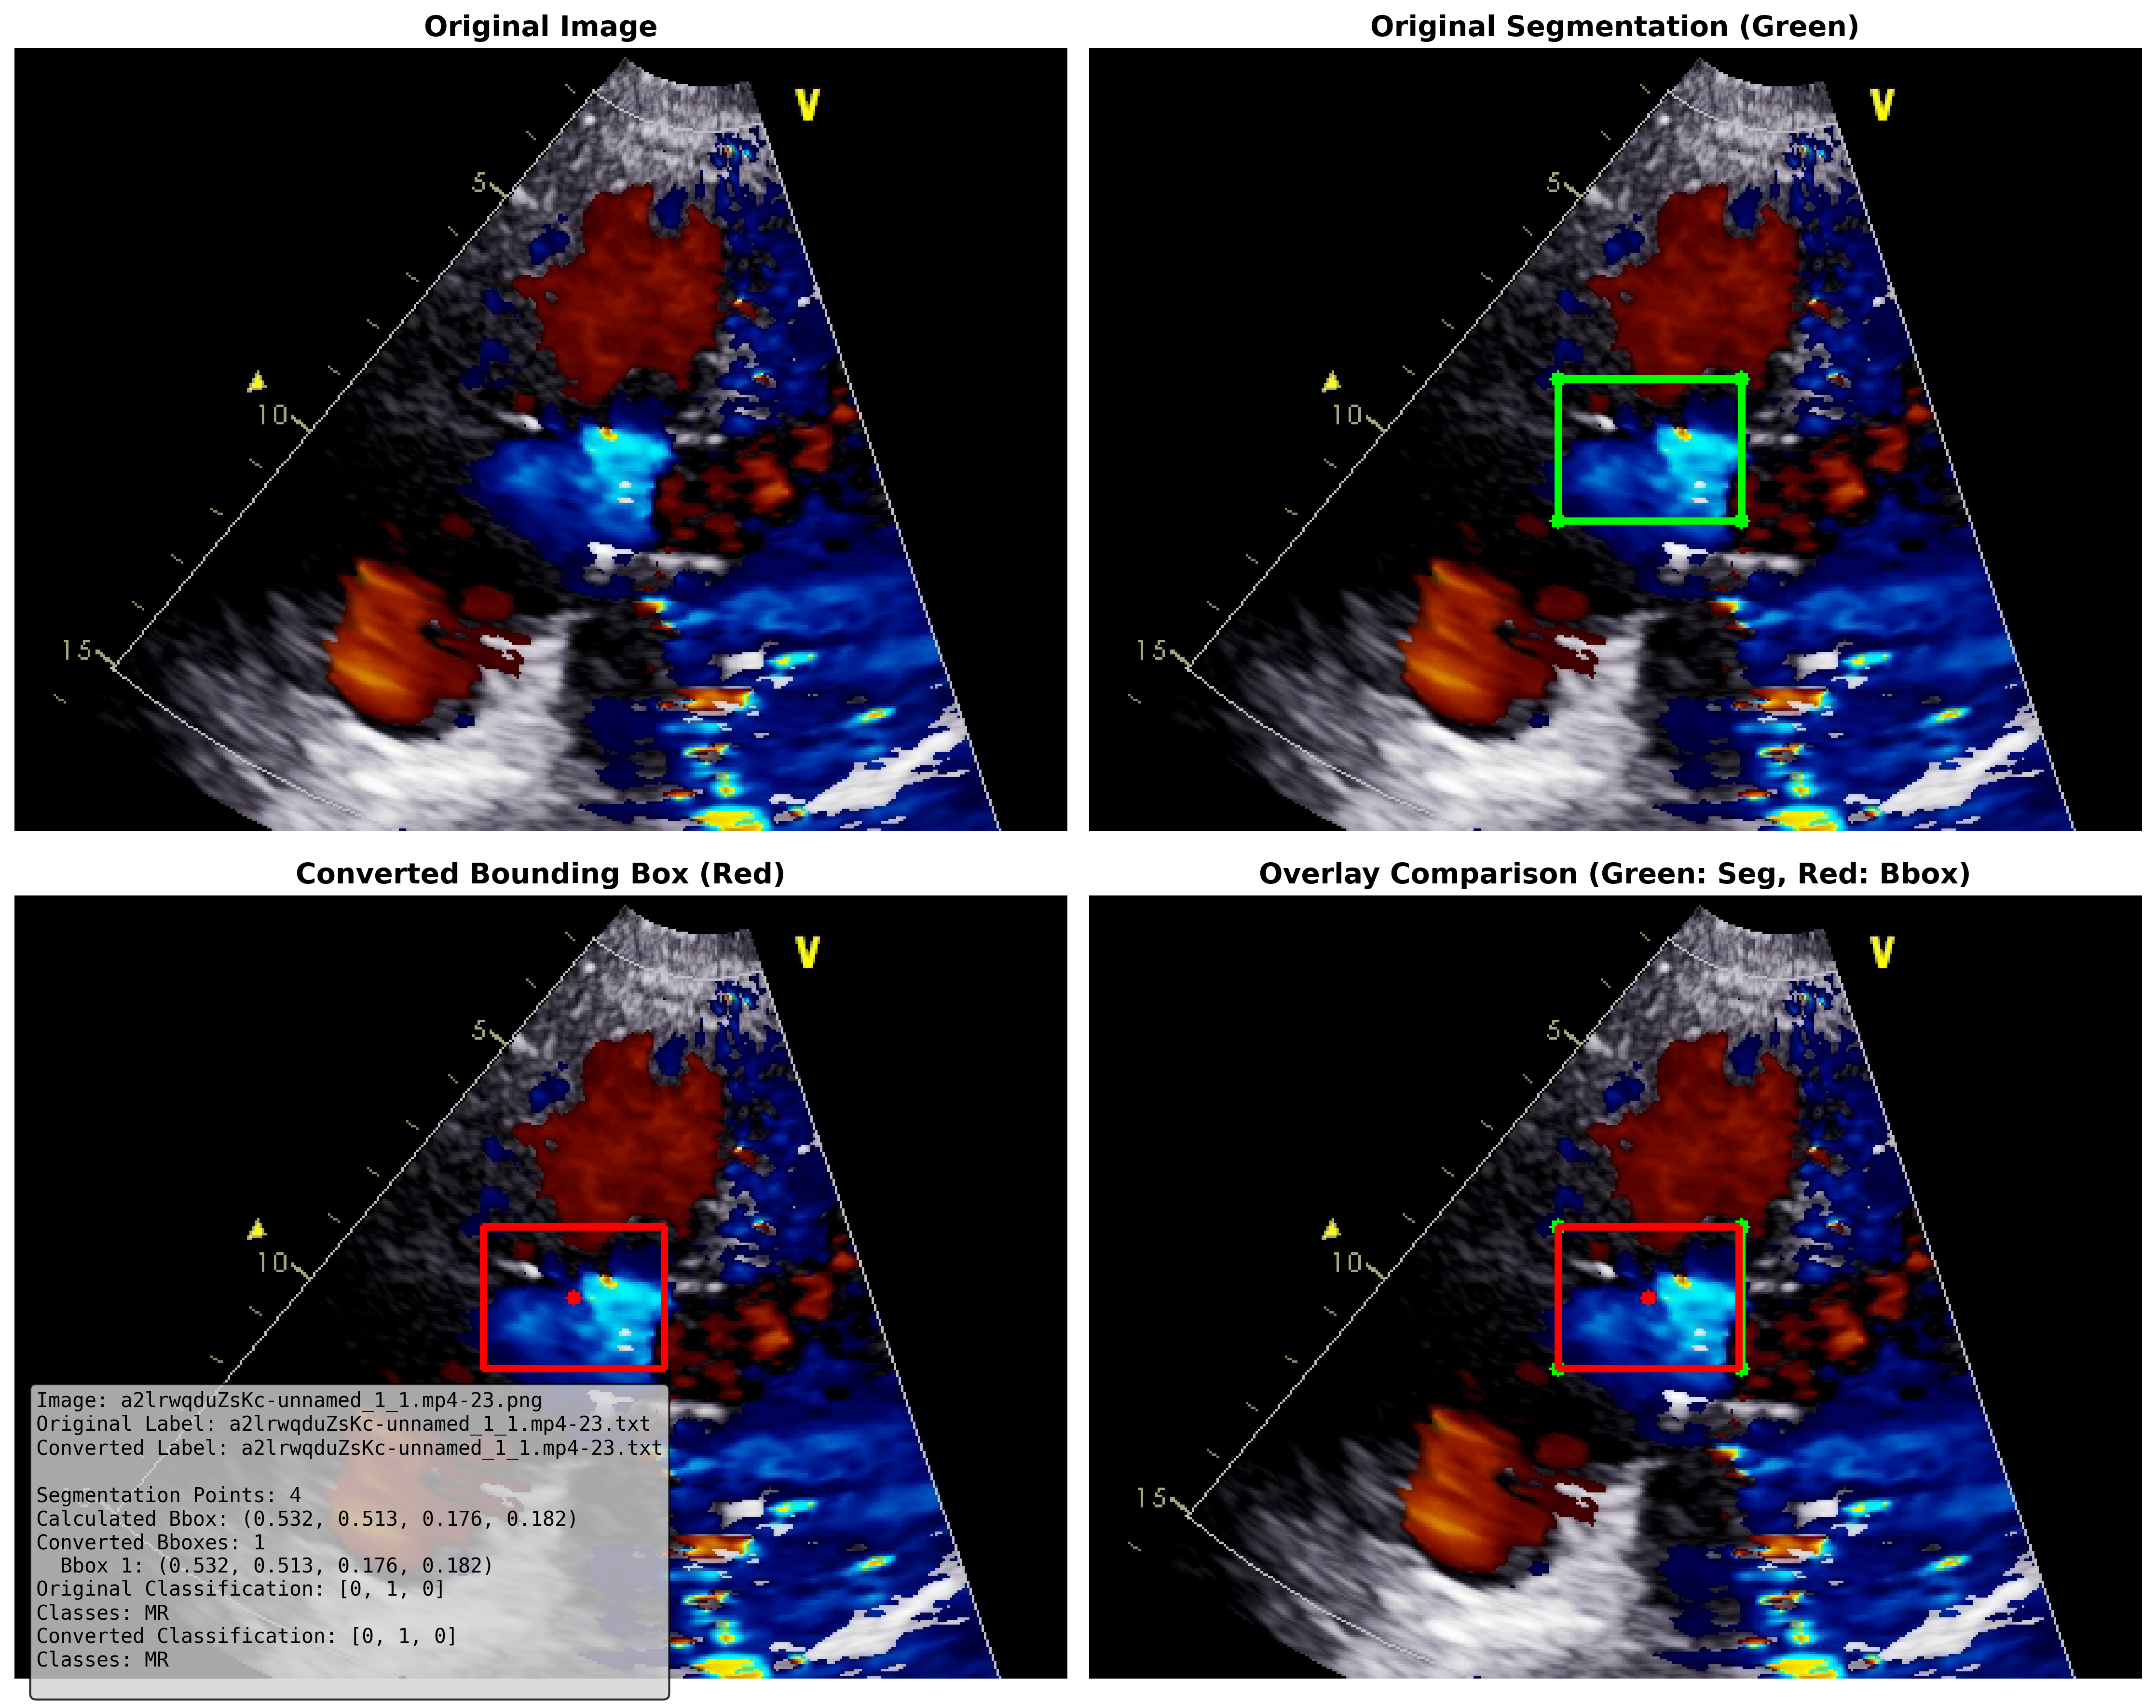 Original Image
V
5
10
15
Original Segmentation (Green)
V
5
10
15
Converted Bounding Box (Red)
V
5
10
Image: a2lrwqduZsKc-unnamed_1_1.mp4-23.png
Original Label: a2lrwqduZsKc-unnamed_1_1.mp4-23.txt
Converted Label: a2lrwqduZsKc-unnamed_1_1.mp4-23.txt
Segmentation Points: 4
Calculated Bbox: (0.532, 0.513, 0.176, 0.182)
Converted Bboxes: 1
Bbox 1: (0.532, 0.513, 0.176, 0.182)
Original Classification: [0, 1, 0]
Classes: MR
Converted Classification: [0, 1, 0]
Classes: MR
Overlay Comparison (Green: Seg, Red: Bbox)
V
5
10
15